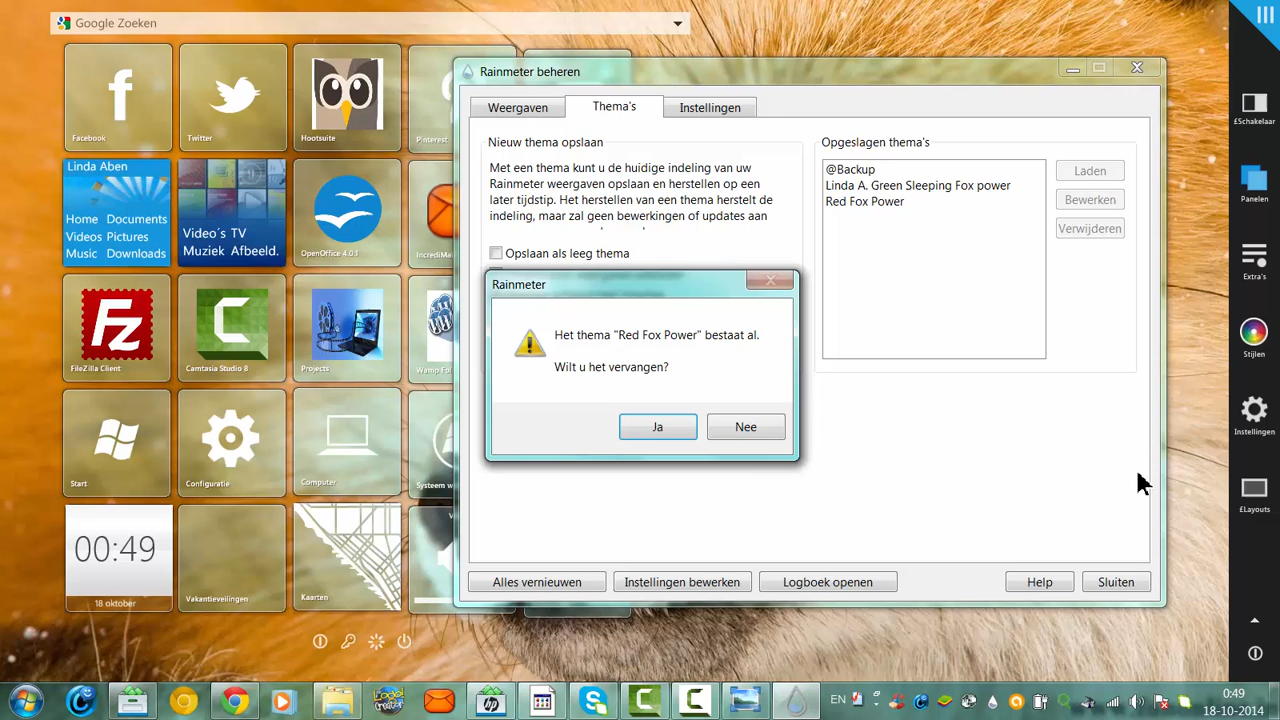 Google Zoeken
Facebook
Twitter
Hootsuite
Pinterest
Linda Aben
Home Documents
Videos Pictures
Music Downloads
Video´s TV
Muziek Afbeeld.
OpenOffice 4.0.1
IncrediMa
FileZilla Client
Camtasia Studio 8
Projects
Wamp Fol
Start
Configuratie
Computer
Systeem w
00:49
18 oktober
Vakantieveilingen
Kaarten
Rainmeter beheren
Weergaven
Thema's
Instellingen
Nieuw thema opslaan
Met een thema kunt u de huidige indeling van uw
Rainmeter weergaven opslaan en herstellen op een
later tijdstip. Het herstellen van een thema herstelt de
indeling, maar zal geen bewerkingen of updates aan
Opslaan als leeg thema
Opgeslagen thema's
@Backup
Linda A. Green Sleeping Fox power
Red Fox Power
Laden
Bewerken
Verwijderen
Rainmeter
Het thema "Red Fox Power" bestaat al.
Wilt u het vervangen?
Ja
Nee
Alles vernieuwen
Instellingen bewerken
Logboek openen
Help
Sluiten
£Schakelaar
Panelen
Extra's
Stijlen
Instellingen
£Layouts
EN
0:49
18-10-2014